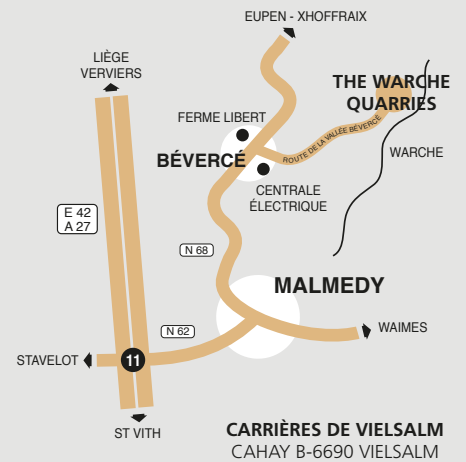 EUPEN - XHOFFRAIX
LIÈGE
VERVIERS
THE WARCHE
QUARRIES
FERME LIBERT
ROUTE DE LA VALLÉE BÉVERCÉ
BÉVERCÉ
WARCHE
CENTRALE
ÉLECTRIQUE
E 42
A 27
N 68
MALMEDY
N 62
WAIMES
STAVELOT
11
ST VITH
CARRIÈRES DE VIELSALM
CAHAY B-6690 VIELSALM